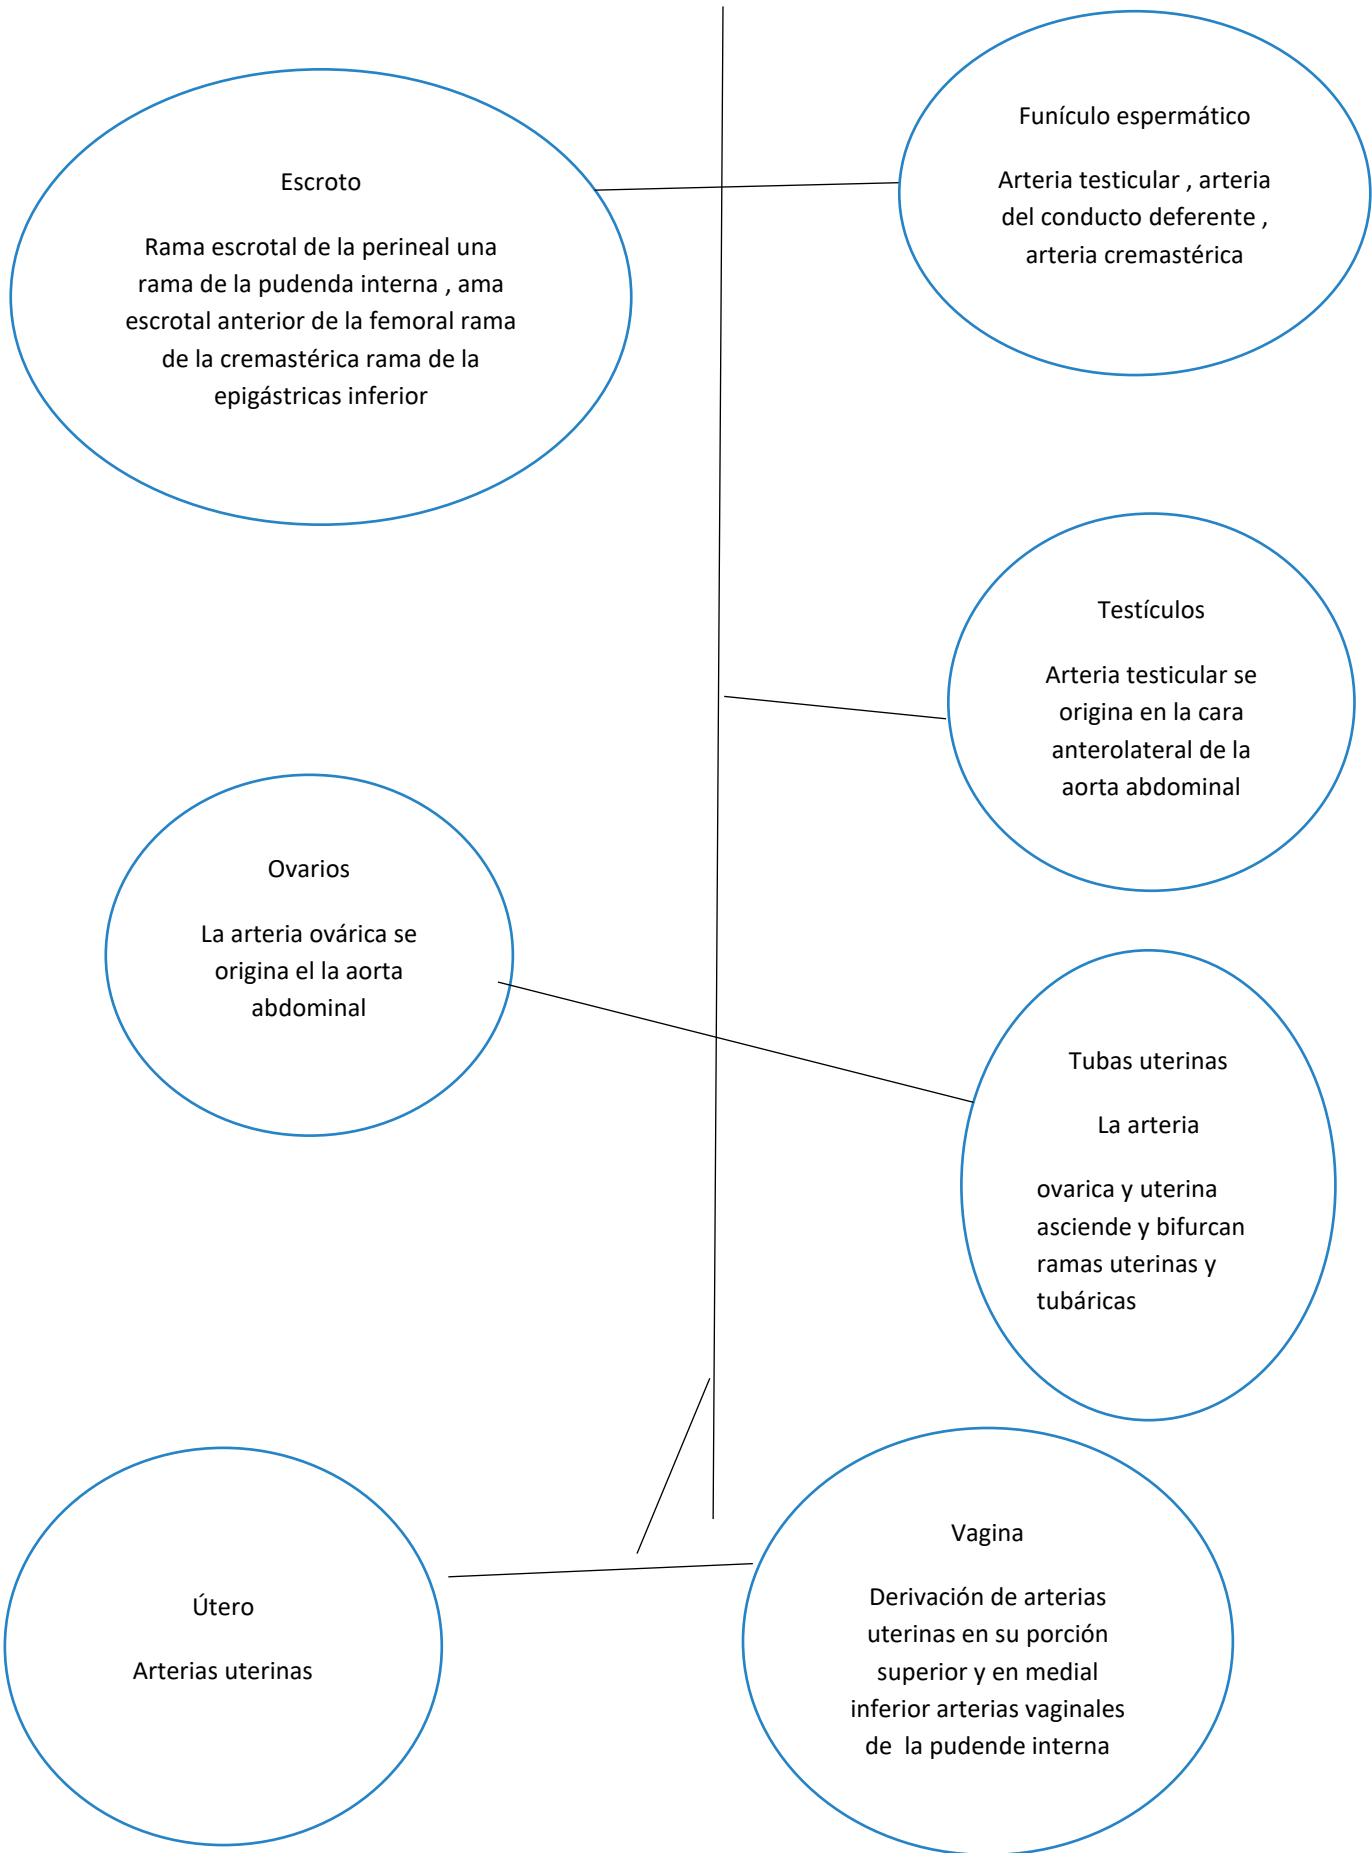 Escroto
Rama escrotal de la perineal una
rama de la pudenda interna , ama
escrotal anterior de la femoral rama
de la cremastérica rama de la
epigástricas inferior
Funículo espermático
Arteria testicular , arteria
del conducto deferente ,
arteria cremastérica
Testículos
Arteria testicular se
origina en la cara
anterolateral de la
aorta abdominal
Ovarios
La arteria ovárica se
origina el la aorta
abdominal
Tubas uterinas
La arteria
ovarica y uterina
asciende y bifurcan
ramas uterinas y
tubáricas
Útero
Arterias uterinas
Vagina
Derivación de arterias
uterinas en su porción
superior y en medial
inferior arterias vaginales
de la pudende interna